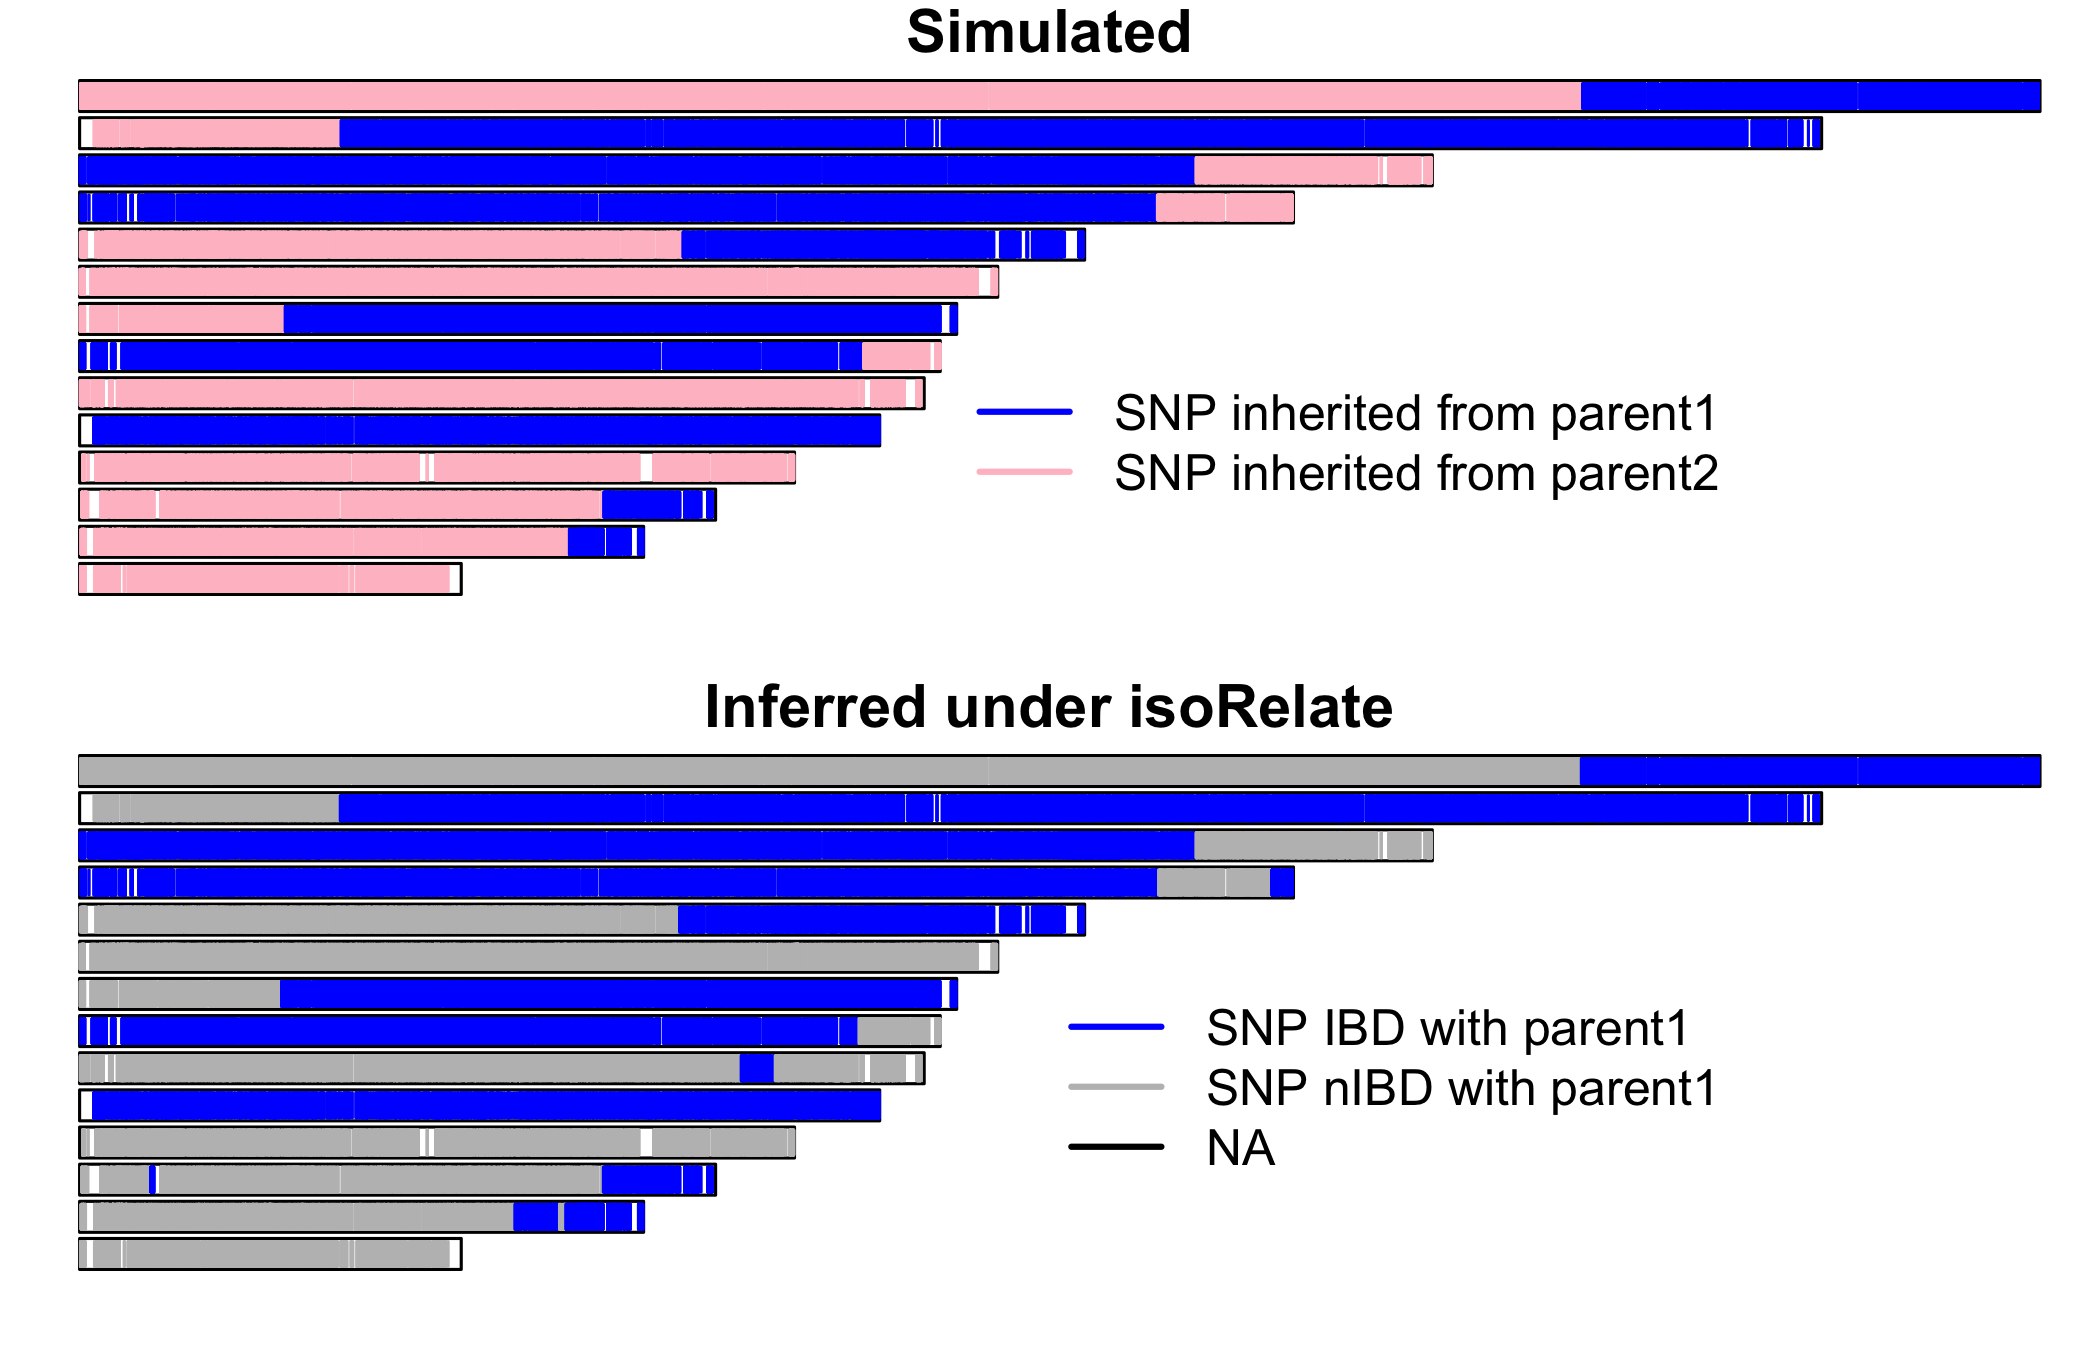 Simulated
SNP inherited from parent1
SNP inherited from parent2
Inferred under isoRelate
SNP IBD with parent1
SNP nIBD with parent1
NA